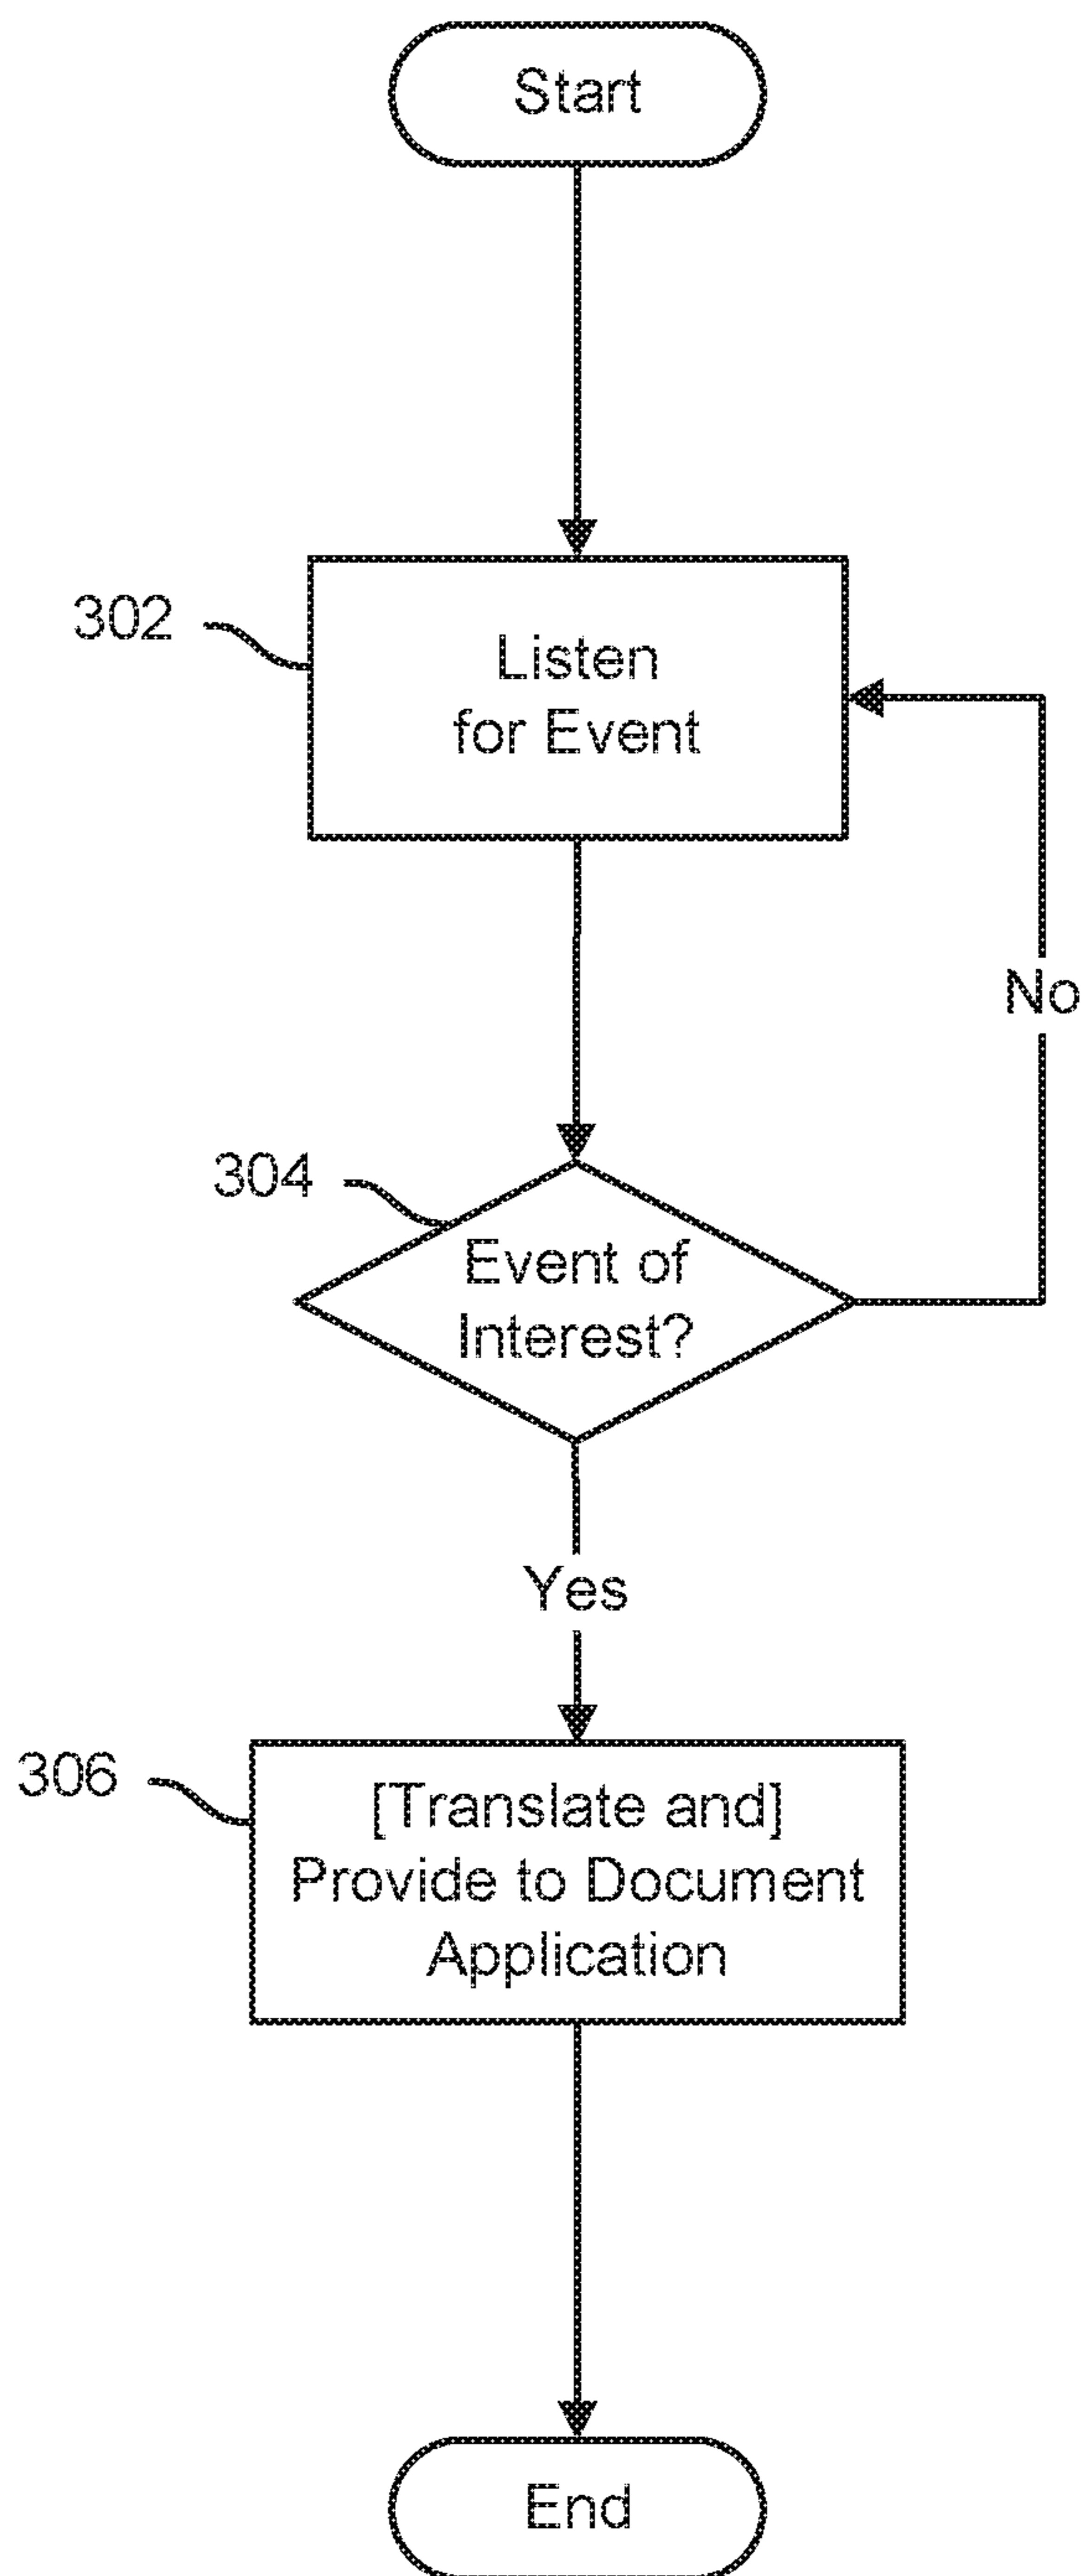 Start
302
Listen
for Event
No
304
Event of
Interest?
Yes
306
[Translate and]
Provide to Document
Application
End